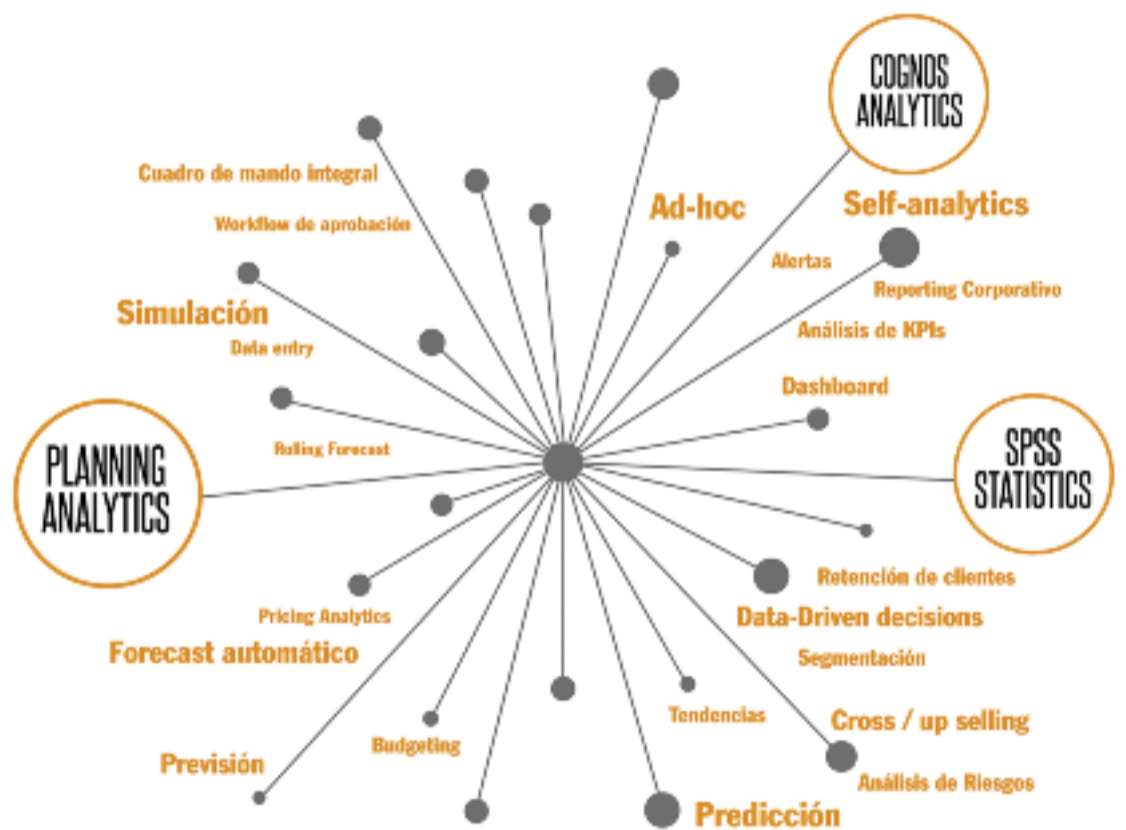 COGNOS
ANALYTICS
Cuadro de mando integral
Workflow de aprobación
Ad-hoc
Self-analytics
Alertas
Reporting Corporativo
Simulación
Análisis de KPIs
Data entry
Dashboard
Rolling Forecast
PLANNING
ANALYTICS
SPSS
STATISTICS
Retención de clientes
Pricing Analytics
Data-Driven decisions
Forecast automático
Segmentación
Tendencias
Cross / up selling
Budgeting
Previsión
Análisis de Riesgos
Predicción